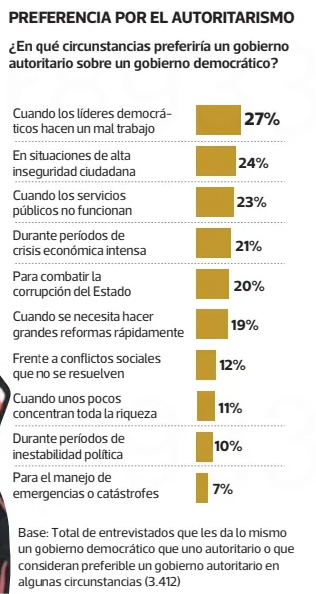 PREFERENCIA POR EL AUTORITARISMO
¿En qué circunstancias preferiría un gobierno
autoritario sobre un gobierno democrático?
Cuando los líderes democrá-
ticos hacen un mal trabajo
27%
En situaciones de alta
inseguridad ciudadana
24%
Cuando los servicios
públicos no funcionan
23%
Durante períodos de
crisis económica intensa
21%
Para combatir la
corrupción del Estado
20%
Cuando se necesita hacer
grandes reformas rápidamente
19%
Frente a conflictos sociales
que no se resuelven
12%
Cuando unos pocos
concentran toda la riqueza
11%
Durante períodos de
inestabilidad política
10%
Para el manejo de
emergencias o catástrofes
7%
Base: Total de entrevistados que les da lo mismo
un gobierno democrático que uno autoritario o que
consideran preferible un gobierno autoritario en
algunas circunstancias (3.412)